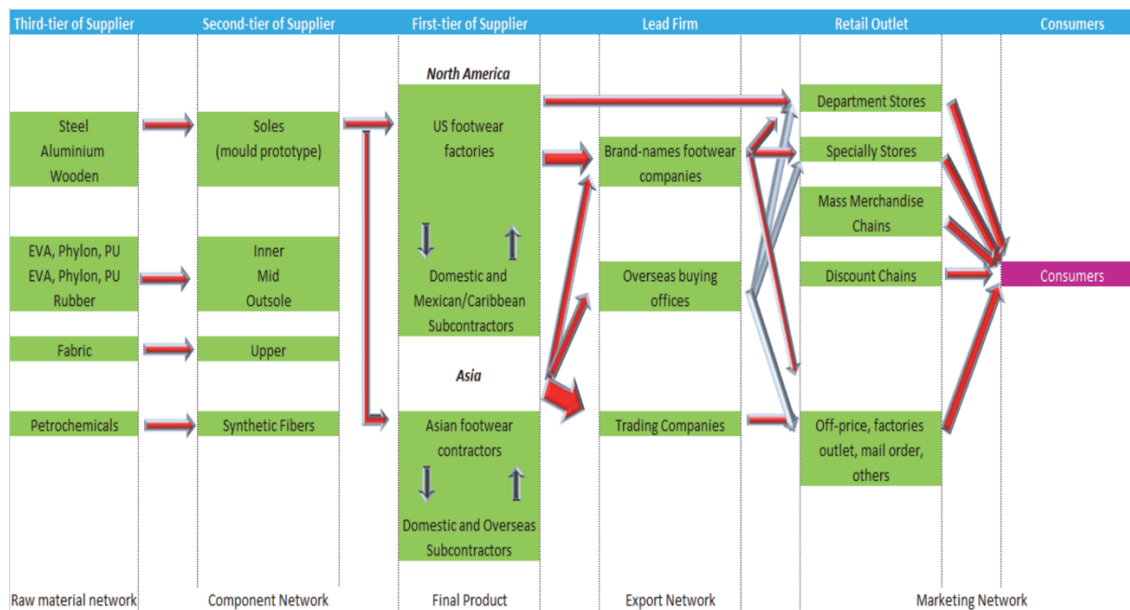 Third-tier of Supplier
Second-tier of Supplier
First-tier of Supplier
Lead Firm
Retail Outlet
Consumers
Steel
Aluminium
Wooden
EVA, Phylon, PU
EVA, Phylon, PU
Rubber
Fabric
Petrochemicals
Soles
(mould prototype)
Inner
Mid
Outsole
Upper
Synthetic Fibers
North America
US footwear
factories
Domestic and
Mexican/Caribbean
Subcontractors
Asia
Asian footwear
contractors
Domestic and Overseas
Subcontractors
Brand-names footwear
companies
Overseas buying
offices
Trading Companies
Department Stores
Specially Stores
Mass Merchandise
Chains
Discount Chains
Off-price, factories
outlet, mail order,
others
Consumers
Raw material network
Component Network
Final Product
Export Network
Marketing Network